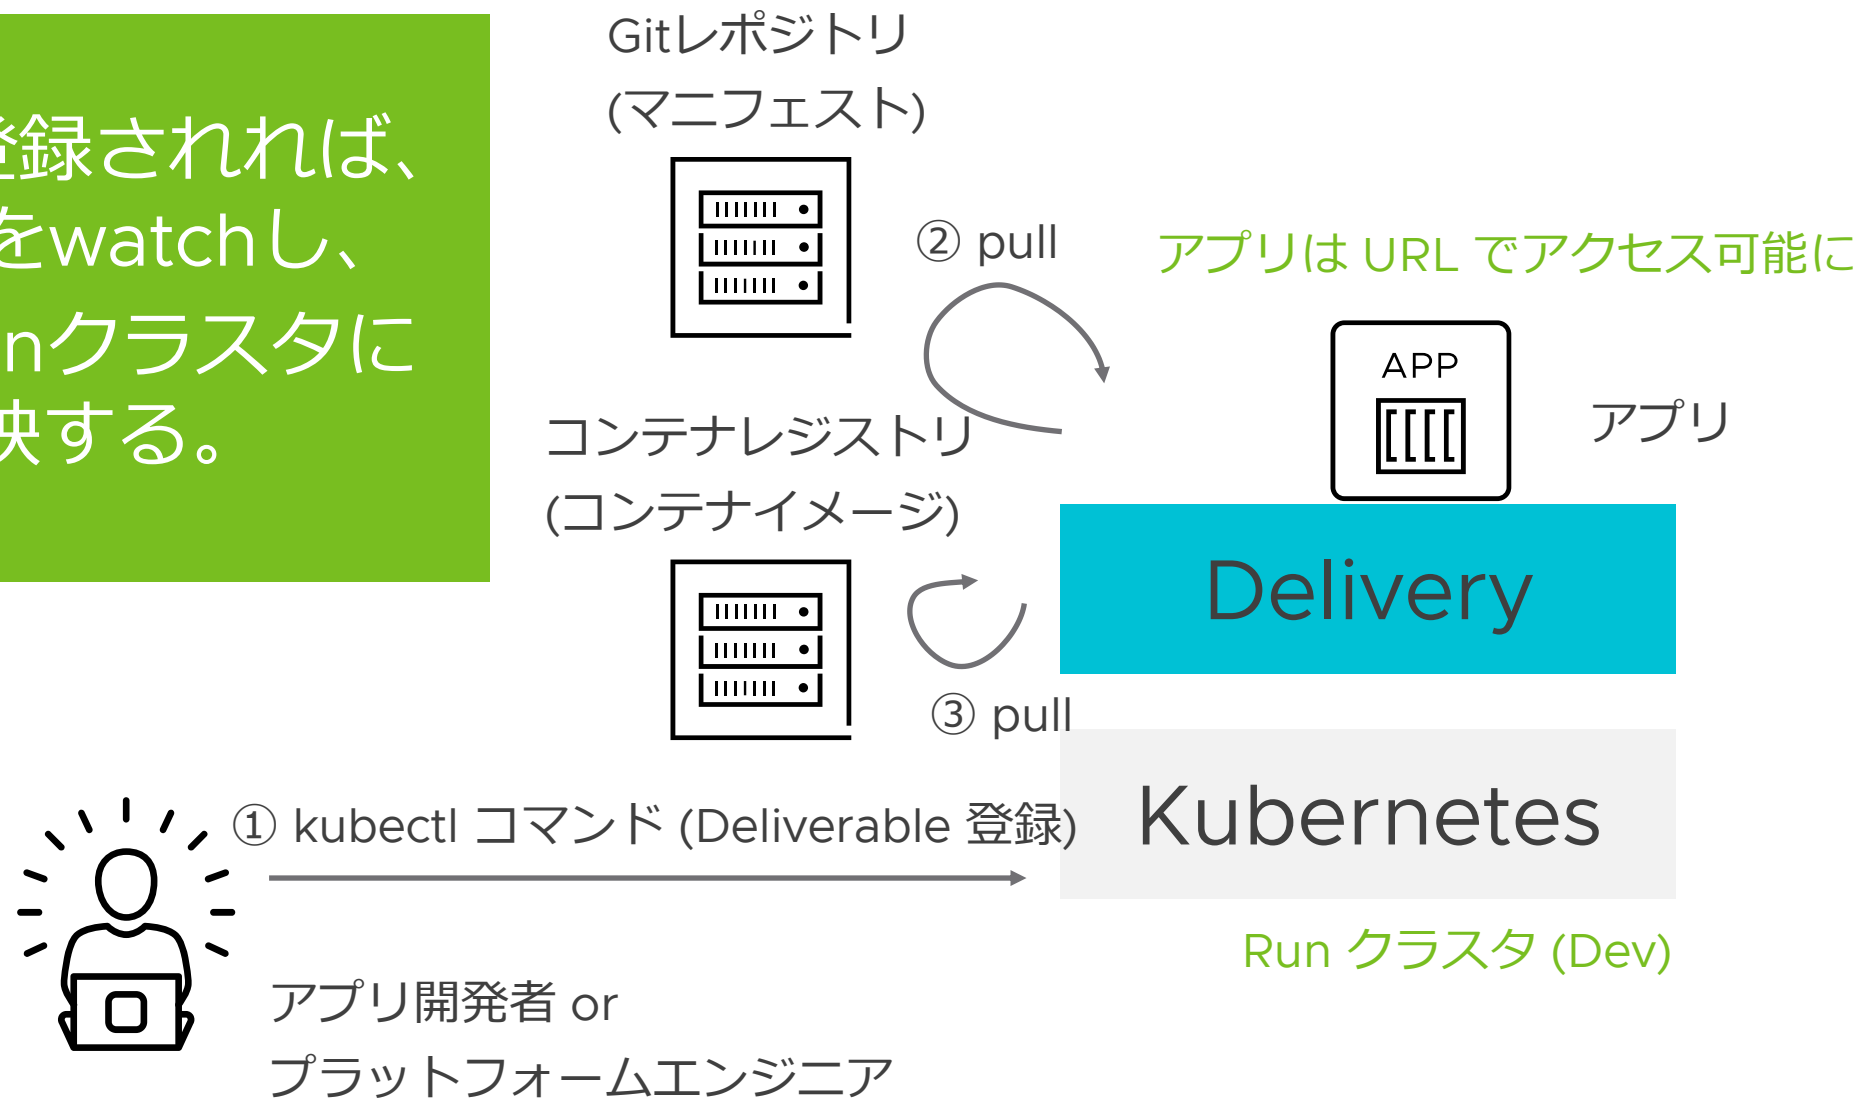 登録されれば、
をwatchし、
nクラスタに
映する。
Gitレポジトリ
(マニフェスト)
② pull
アプリは URL でアクセス可能に
APP
アプリ
コンテナレジストリ
(コンテナイメージ)
Delivery
③ pull
Kubernetes
① kubectl コマンド (Deliverable 登録)
Run クラスタ (Dev)
アプリ開発者 or
プラットフォームエンジニア